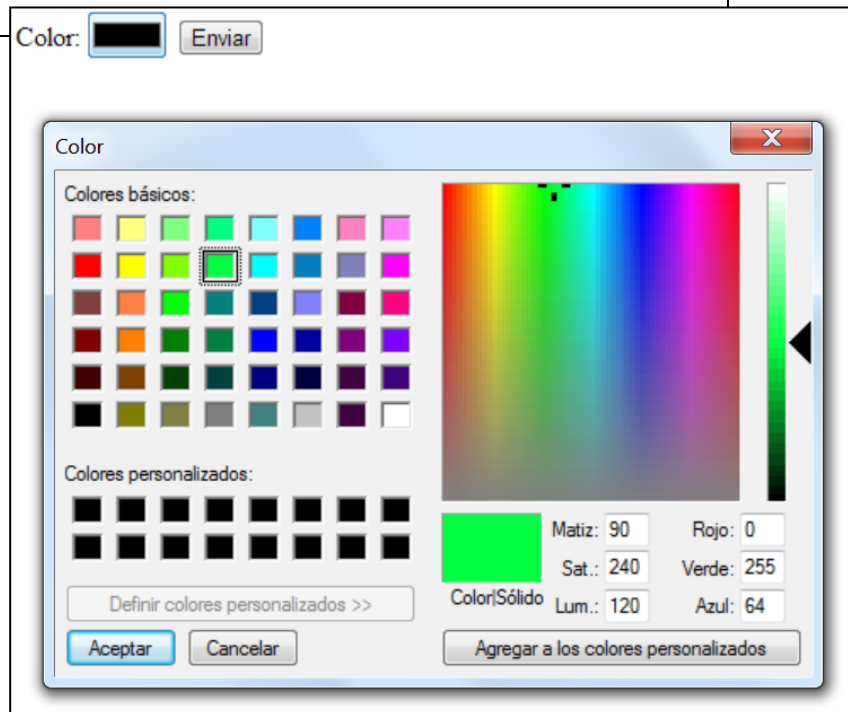 Color: Enviar
Color
Colores básicos:
Colores personalizados:
Definir colores personalizados >>
Aceptar Cancelar
Matiz: 90 Rojo: 0
Sat.: 240 Verde: 255
Color|Sólido Lum.: 120 Azul: 64
Agregar a los colores personalizados